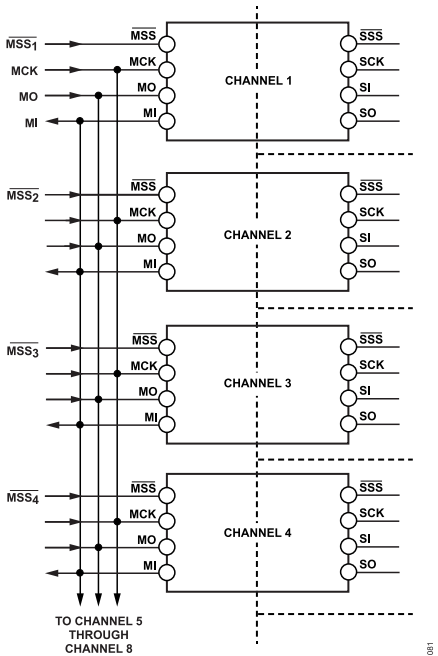 MSS1 MSS SSS
MCK MCK SCK
CHANNEL 1
MO MO SI
MI MI SO
MSS2 MSS SSS
MCK SCK
CHANNEL 2
MO SI
MI SO
MSS3 MSS SSS
MCK SCK
CHANNEL 3
MO SI
MI SO
MSS4 MSS SSS
MCK SCK
CHANNEL 4
MO SI
MI SO
TO CHANNEL 5
THROUGH
CHANNEL 8
081